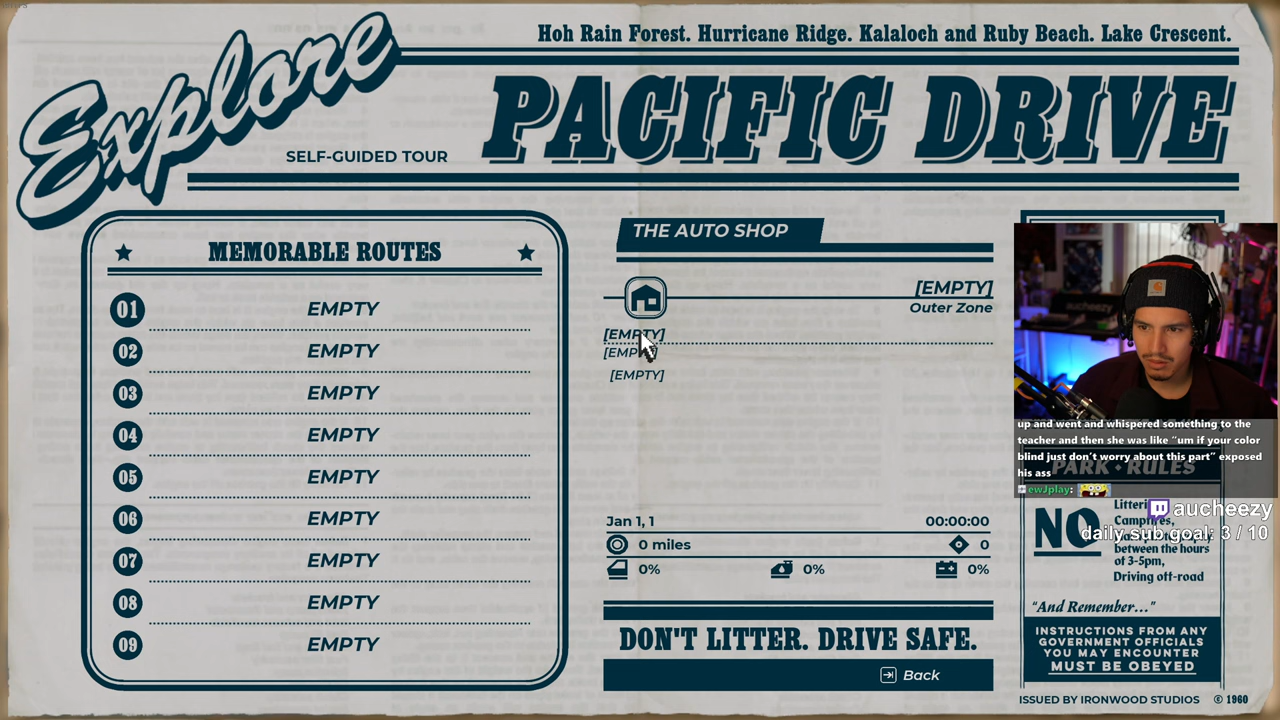 Explore
Hoh Rain Forest. Hurricane Ridge. Kalaloch and Ruby Beach. Lake Crescent.
PACIFIC DRIVE
SELF-GUIDED TOUR
MEMORABLE ROUTES
01 EMPTY
02 EMPTY
03 EMPTY
04 EMPTY
05 EMPTY
06 EMPTY
07 EMPTY
08 EMPTY
09 EMPTY
THE AUTO SHOP
[EMPTY]
Outer Zone
[EMPTY]
[EMPTY]
[EMPTY]
Jan 1, 1 00:00:00
0 miles 0
0% 0% 0%
DON'T LITTER. DRIVE SAFE.
Back
up and went and whispered something to the
teacher and then she was like "um if your color
blind just don't worry about this part" exposed
his ass
ewJplay:
PARK • RULES
aucheezy
daily sub goal: 3 / 10
NO
Campfires,
between the hours
of 3-5pm,
Driving off-road
"And Remember..."
INSTRUCTIONS FROM ANY
GOVERNMENT OFFICIALS
YOU MAY ENCOUNTER
MUST BE OBEYED
ISSUED BY IRONWOOD STUDIOS © 1960